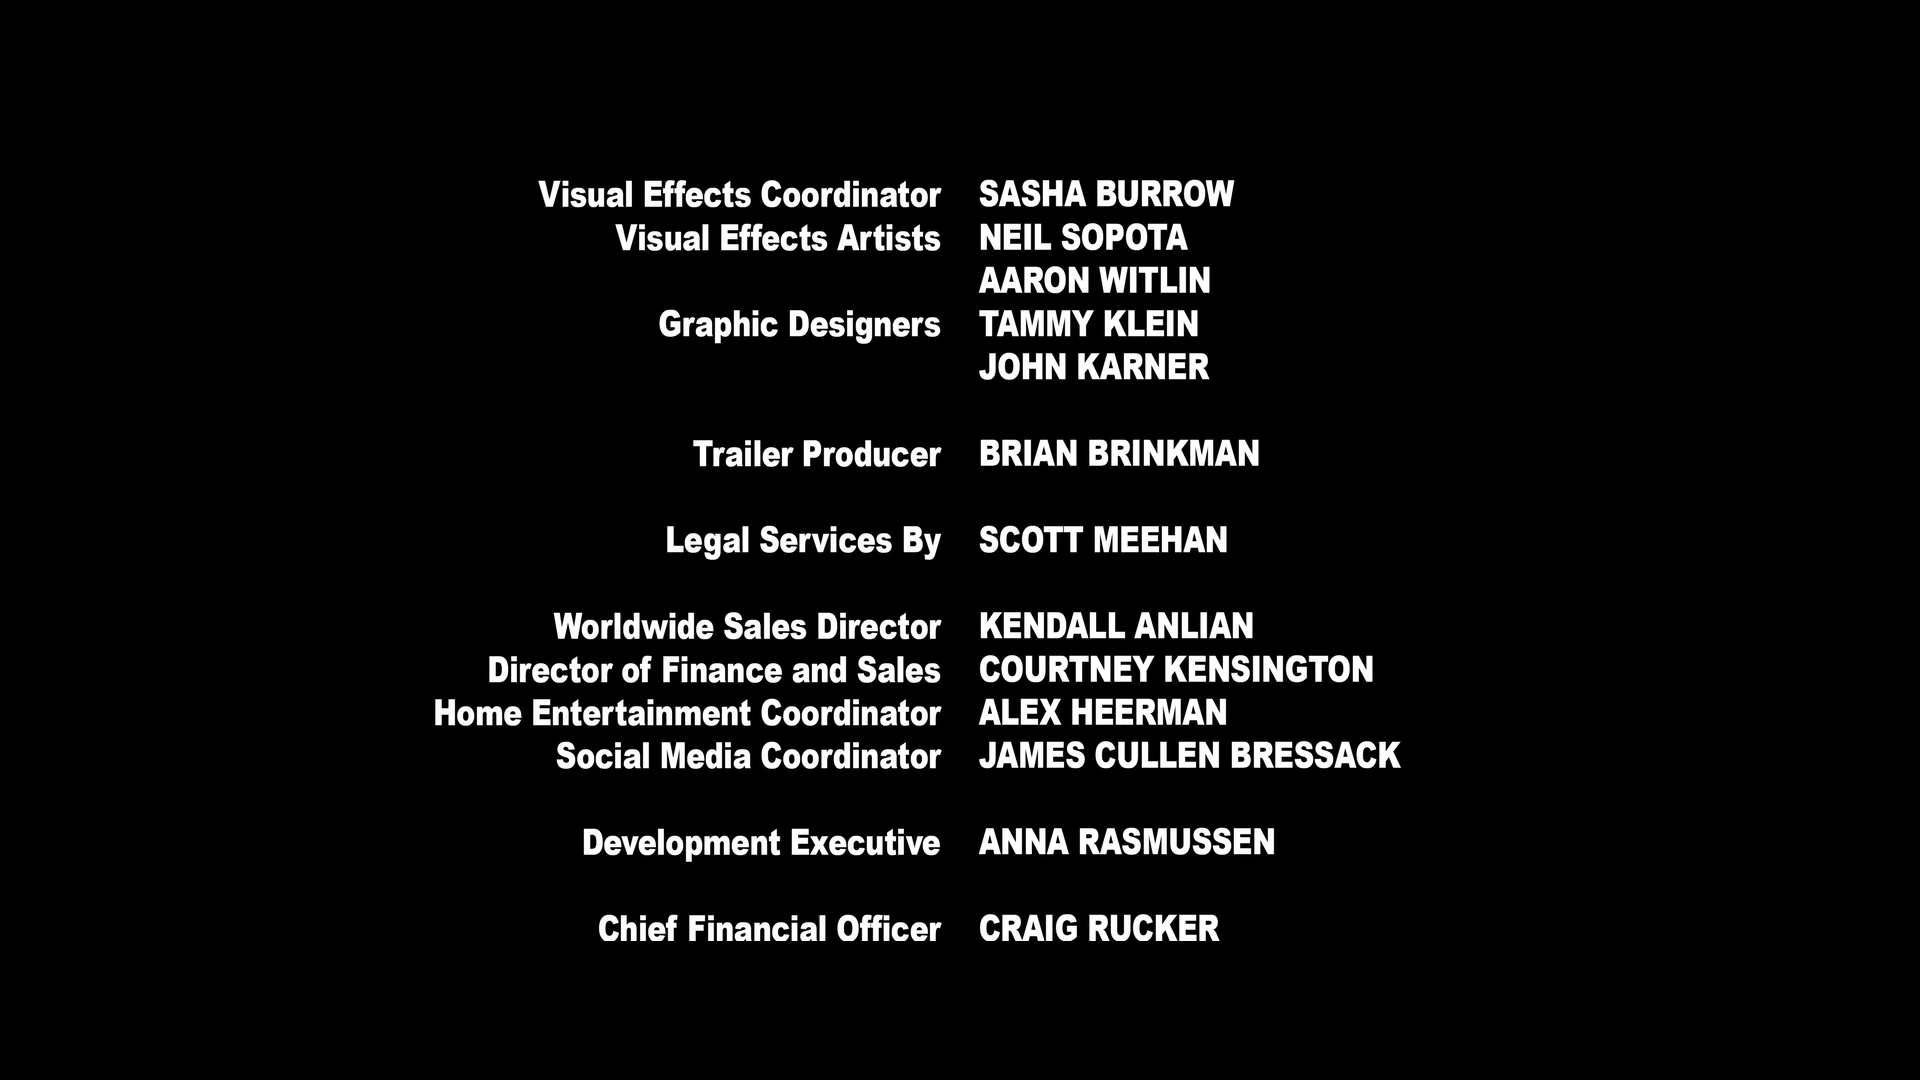 Visual Effects Coordinator SASHA BURROW
Visual Effects Artists NEIL SOPOTA
AARON WITLIN
Graphic Designers TAMMY KLEIN
JOHN KARNER
Trailer Producer BRIAN BRINKMAN
Legal Services By SCOTT MEEHAN
Worldwide Sales Director KENDALL ANLIAN
Director of Finance and Sales COURTNEY KENSINGTON
Home Entertainment Coordinator ALEX HEERMAN
Social Media Coordinator JAMES CULLEN BRESSACK
Development Executive ANNA RASMUSSEN
Chief Financial Officer CRAIG RUCKER